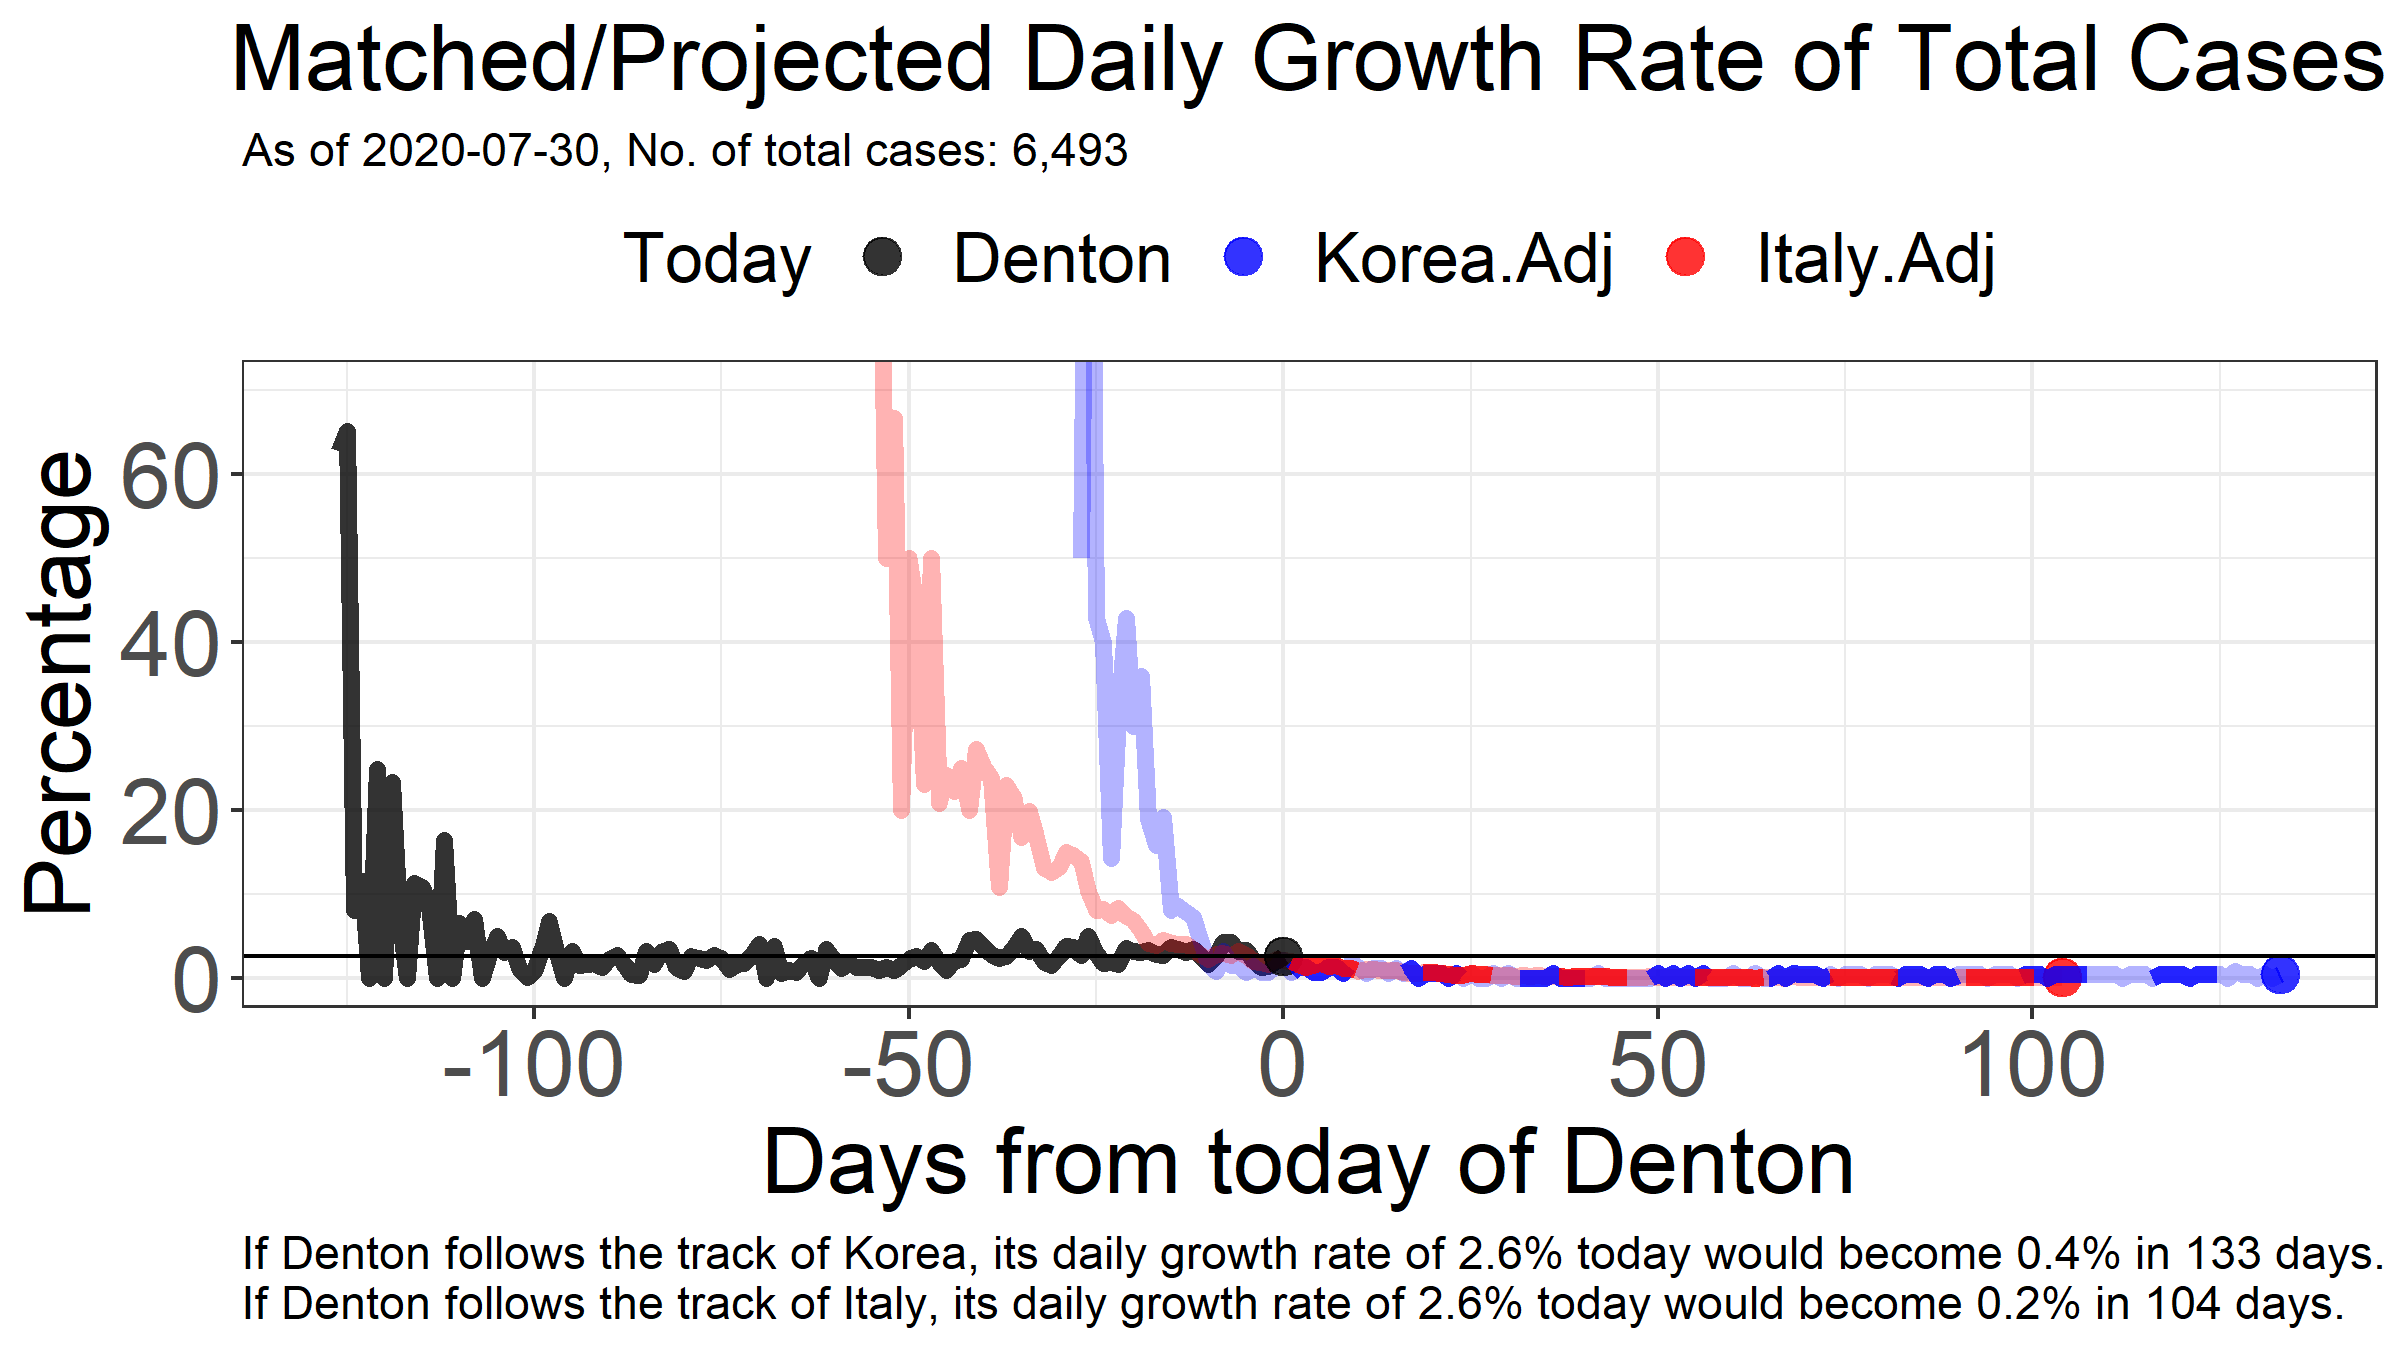 Matched/Projected Daily Growth Rate of Total Cases
As of 2020-07-30, No. of total cases: 6,493
Today Denton Korea.Adj Italy.Adj
Percentage
60
40
20
0
-100 -50 0 50 100
Days from today of Denton
If Denton follows the track of Korea, its daily growth rate of 2.6% today would become 0.4% in 133 days.
If Denton follows the track of Italy, its daily growth rate of 2.6% today would become 0.2% in 104 days.